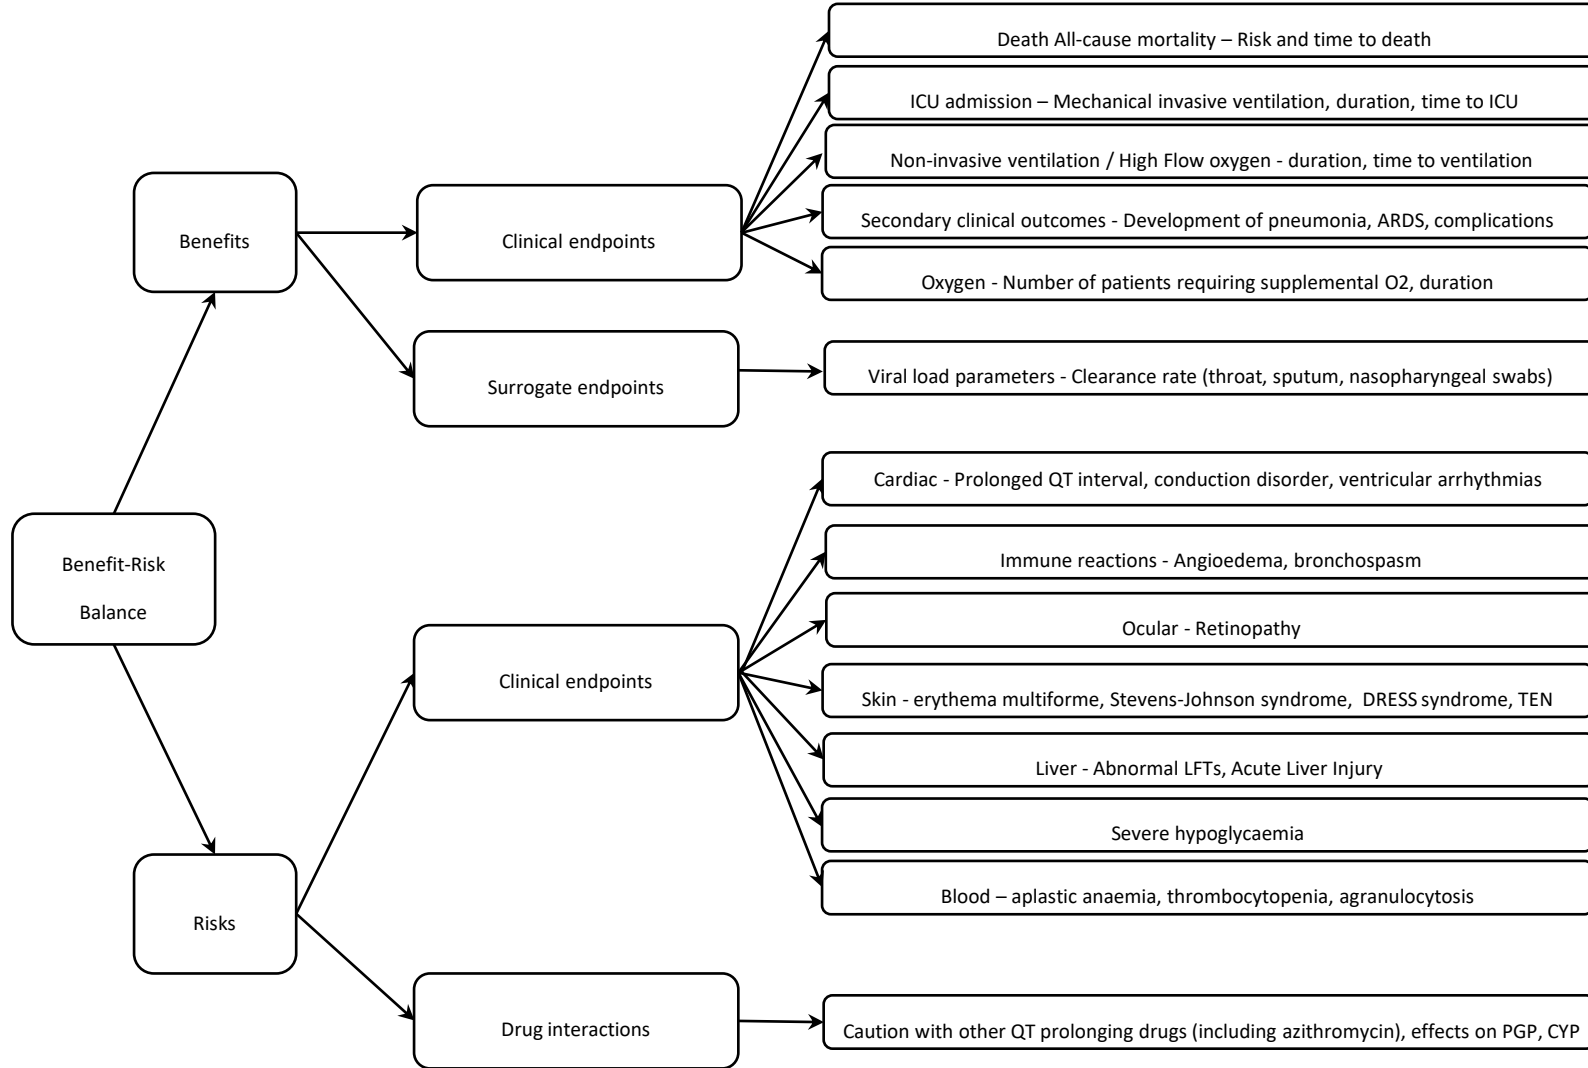 Death All-cause mortality – Risk and time to death
ICU admission – Mechanical invasive ventilation, duration, time to ICU
Non-invasive ventilation / High Flow oxygen - duration, time to ventilation
Benefits
Clinical endpoints
Secondary clinical outcomes - Development of pneumonia, ARDS, complications
Oxygen - Number of patients requiring supplemental O2, duration
Surrogate endpoints
Viral load parameters - Clearance rate (throat, sputum, nasopharyngeal swabs)
Cardiac - Prolonged QT interval, conduction disorder, ventricular arrhythmias
Benefit-Risk
Balance
Immune reactions - Angioedema, bronchospasm
Ocular - Retinopathy
Clinical endpoints
Skin - erythema multiforme, Stevens-Johnson syndrome, DRESS syndrome, TEN
Liver - Abnormal LFTs, Acute Liver Injury
Severe hypoglycaemia
Blood – aplastic anaemia, thrombocytopenia, agranulocytosis
Risks
Drug interactions
Caution with other QT prolonging drugs (including azithromycin), effects on PGP, CYP